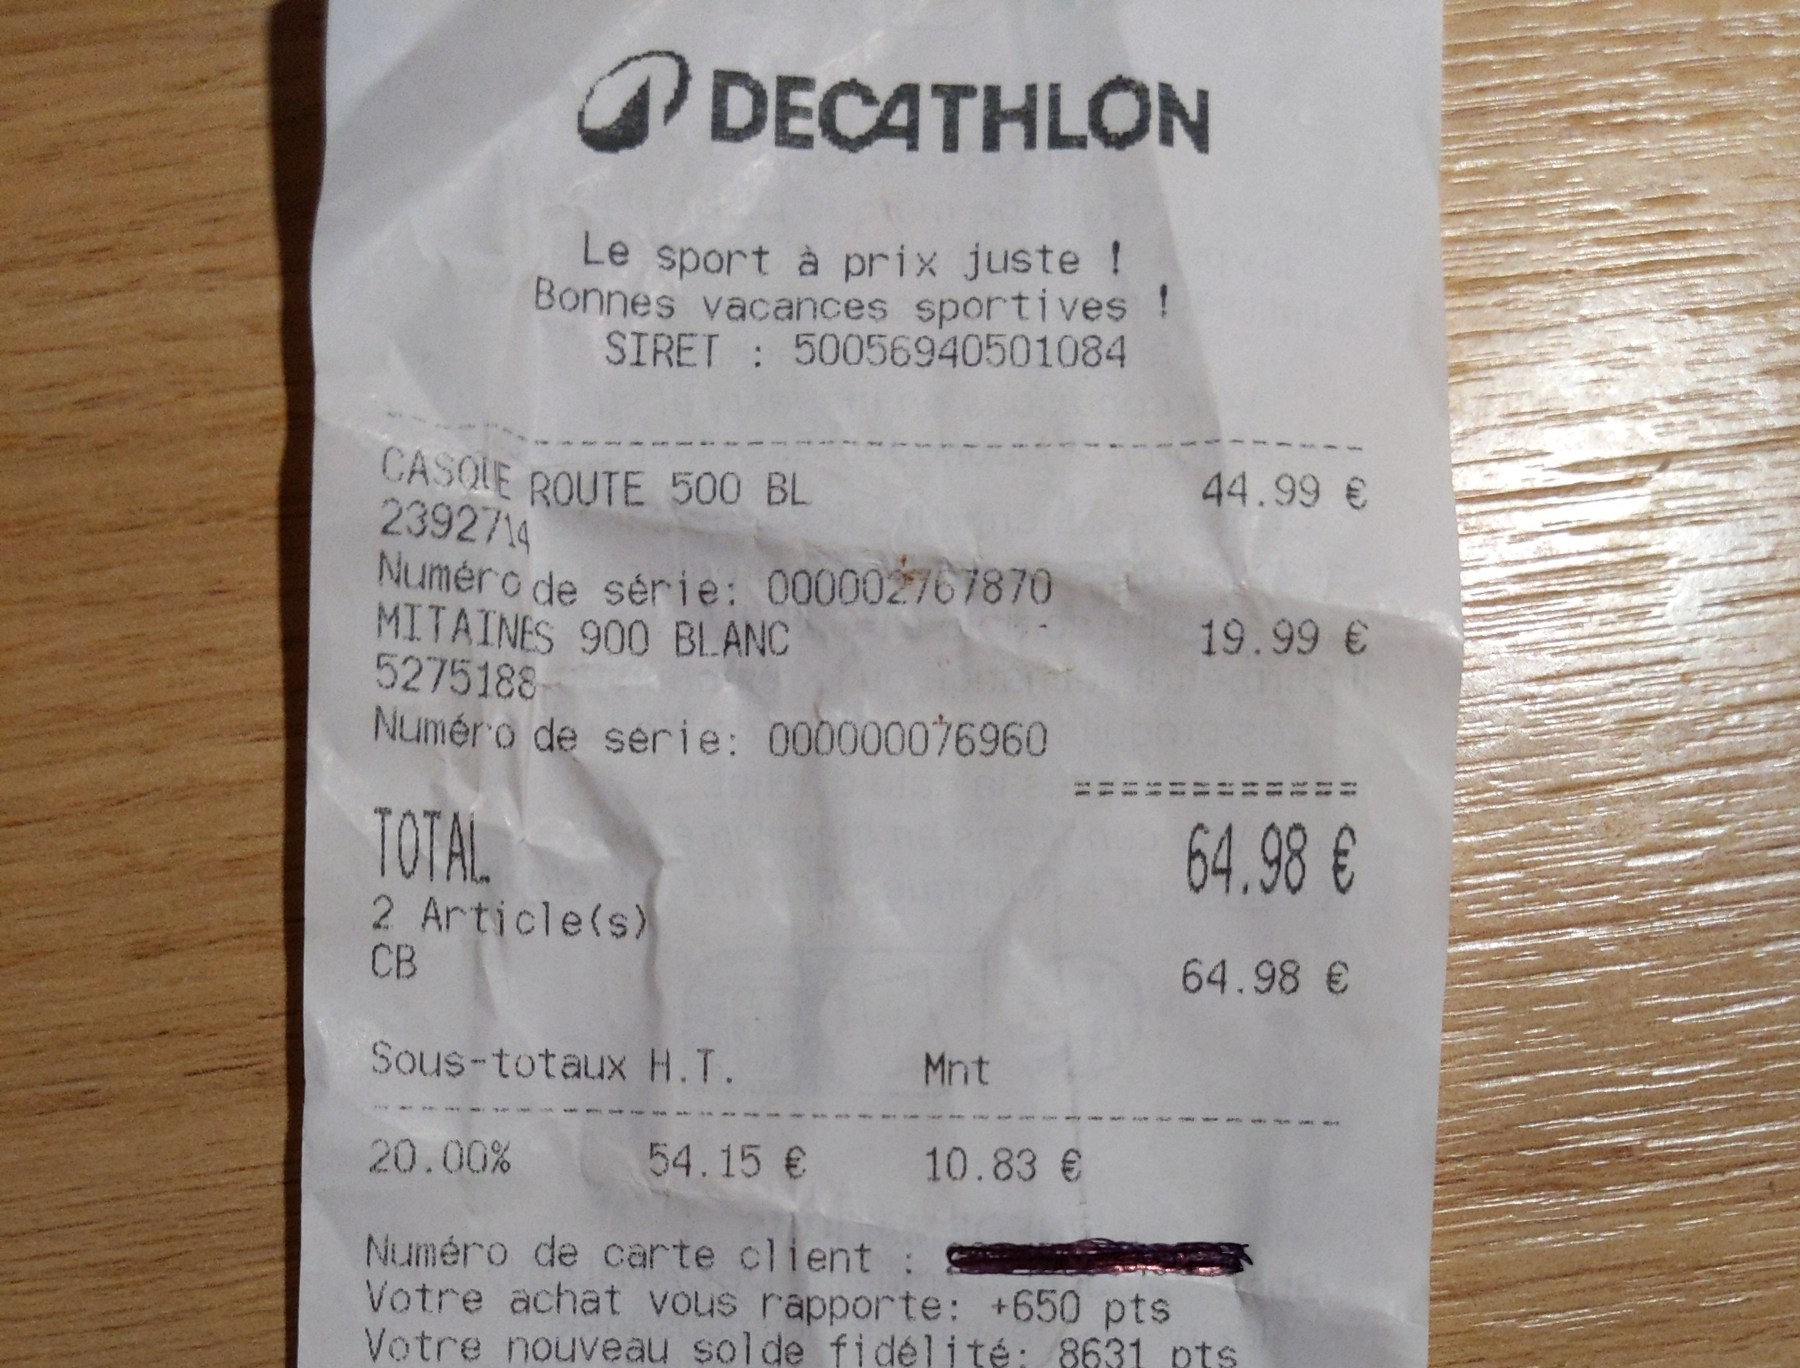 DECATHLON
Le sport à prix juste !
Bonnes vacances sportives !
SIRET : 50056940501084
CASQUE ROUTE 500 BL 44.99 €
2392714
Numéro de série: 000002767870
MITAINES 900 BLANC 19.99 €
5275188
Numéro de série: 000000076960
============
TOTAL 64.98 €
2 Article(s)
CB 64.98 €
Sous-totaux H.T. Mnt
20.00% 54.15 € 10.83 €
Numéro de carte client :
Votre achat vous rapporte: +650 pts
Votre nouveau solde fidélité: 8631 pts